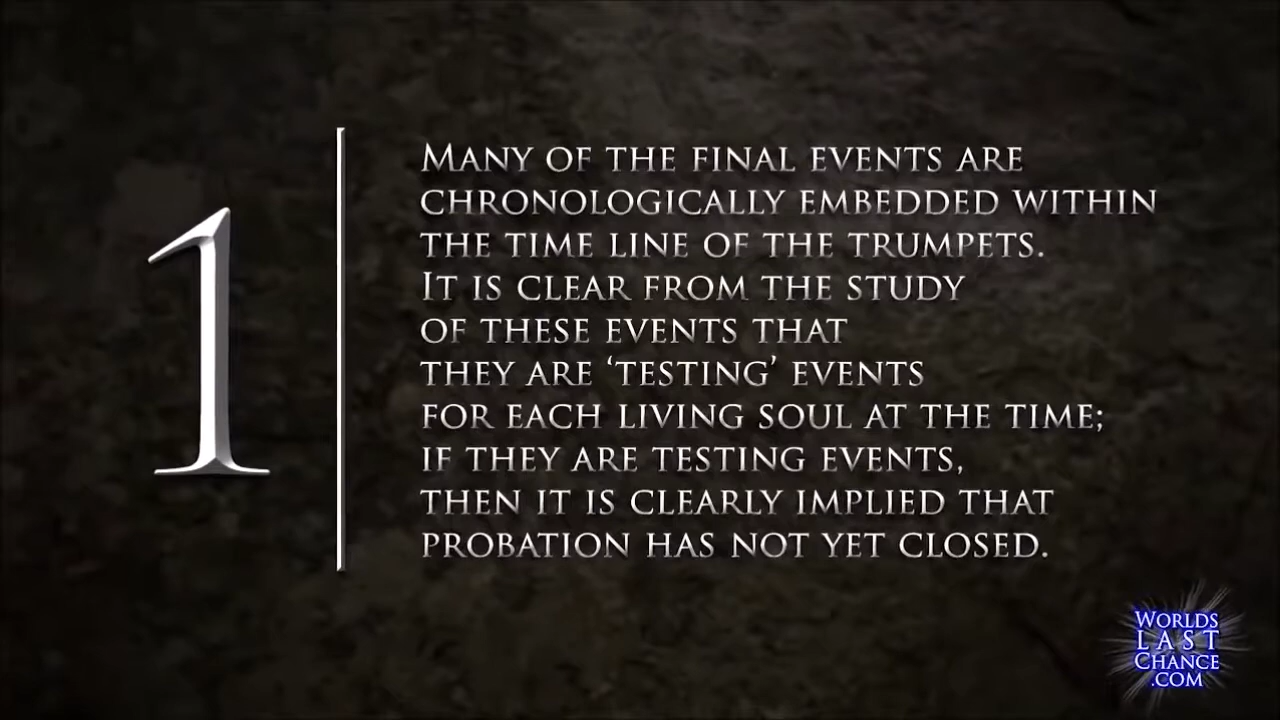 1
Many of the final events are
chronologically embedded within
the time line of the trumpets.
It is clear from the study
of these events that
they are ‘testing’ events
for each living soul at the time;
if they are testing events,
then it is clearly implied that
probation has not yet closed.
Worlds
Last
Chance
.com